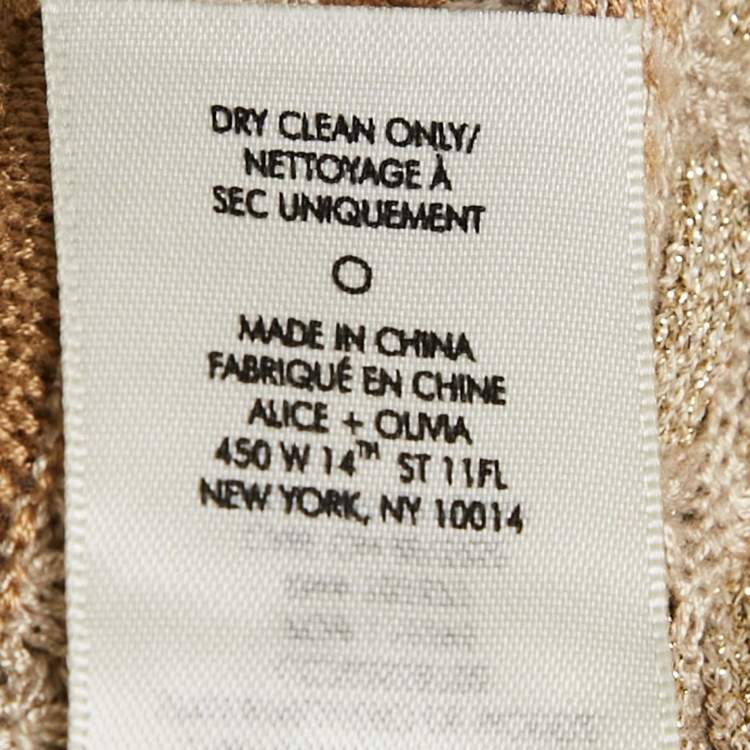 DRY CLEAN ONLY/
NETTOYAGE À
SEC UNIQUEMENT
MADE IN CHINA
FABRIQUÉ EN CHINE
ALICE + OLIVIA
450 W 14TH ST 11FL
NEW YORK, NY 10014